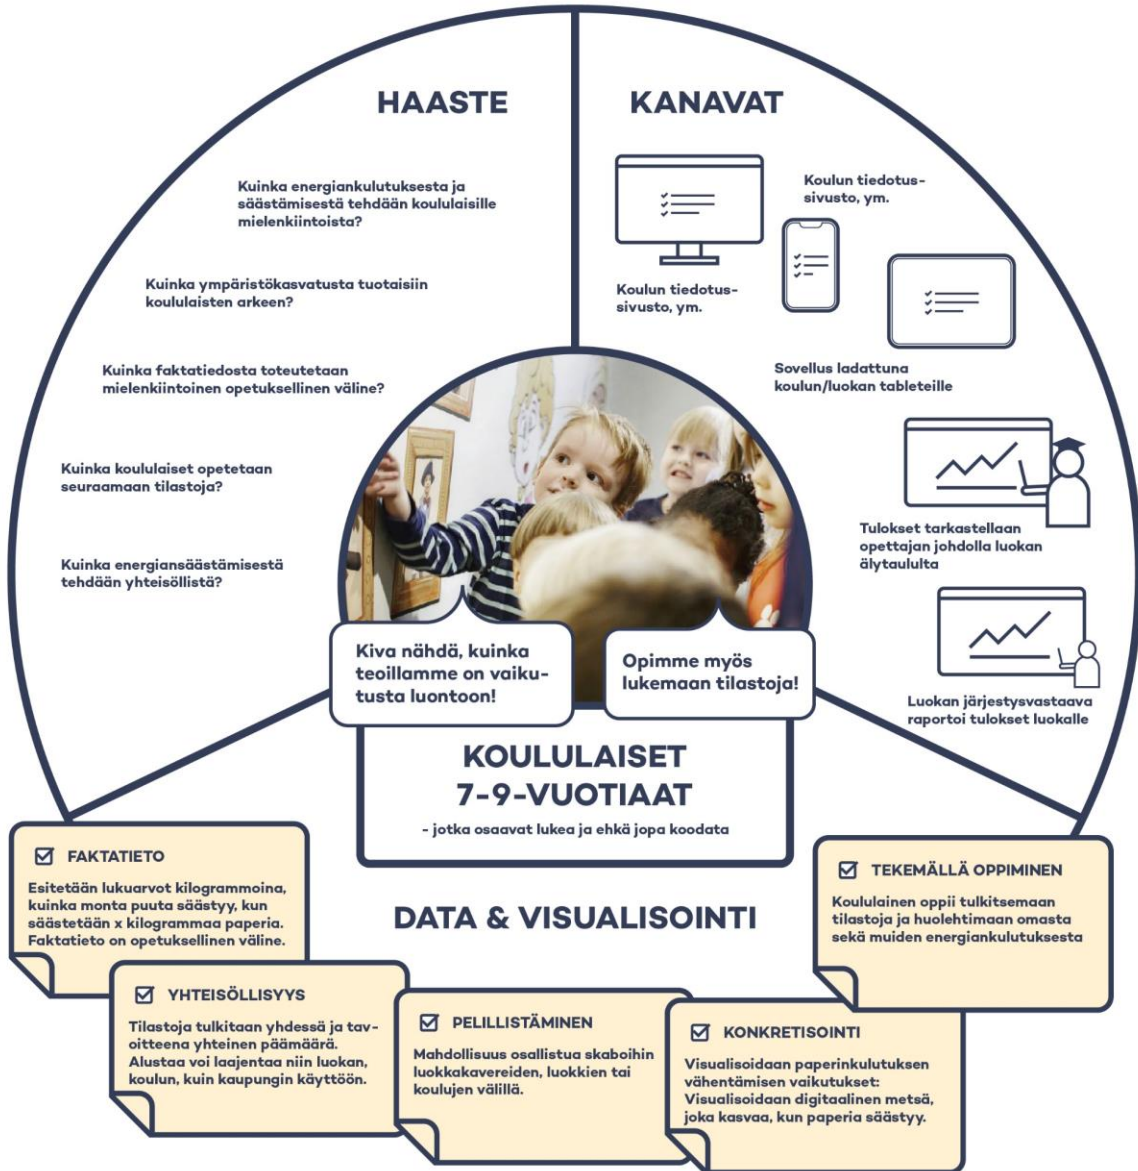 HAASTE
Kuinka energiankulutuksesta ja
säästämisestä tehdään koululaisille
mielenkiintoista?
Kuinka ympäristökasvatusta tuotaisiin
koululaisten arkeen?
Kuinka faktatiedosta toteutetaan
mielenkiintoinen opetuksellinen väline?
Kuinka koululaiset opetetaan
seuraamaan tilastoja?
Kuinka energiansäästämisestä
tehdään yhteisöllistä?
KANAVAT
Koulun tiedotus-
sivusto, ym.
Koulun tiedotus-
sivusto, ym.
Sovellus ladattuna
koulun/luokan tableteille
Tulokset tarkastellaan
opettajan johdolla luokan
älytaululta
Luokan järjestysvastaava
raportoi tulokset luokalle
Kiva nähdä, kuinka
teoillamme on vaiku-
tusta luontoon!
Opimme myös
lukemaan tilastoja!
KOULULAISET
7-9-VUOTIAAT
- jotka osaavat lukea ja ehkä jopa koodata
DATA & VISUALISOINTI
FAKTATIETO
Esitetään lukuarvot kilogrammoina,
kuinka monta puuta säästyy, kun
säästetään x kilogrammaa paperia.
Faktatieto on opetuksellinen väline.
YHTEISÖLLISYYS
Tilastoja tulkitaan yhdessä ja tav-
oitteena yhteinen päämäärä.
Alustaa voi laajentaa niin luokan,
koulun, kuin kaupungin käyttöön.
PELILLISTÄMINEN
Mahdollisuus osallistua skaboihin
luokkakavereiden, luokkien tai
koulujen välillä.
KONKRETISOINTI
Visualisoidaan paperinkulutuksen
vähentämisen vaikutukset:
Visualisoidaan digitaalinen metsä,
joka kasvaa, kun paperia säästyy.
TEKEMÄLLÄ OPPIMINEN
Koululainen oppii tulkitsemaan
tilastoja ja huolehtimaan omasta
sekä muiden energiankulutuksesta